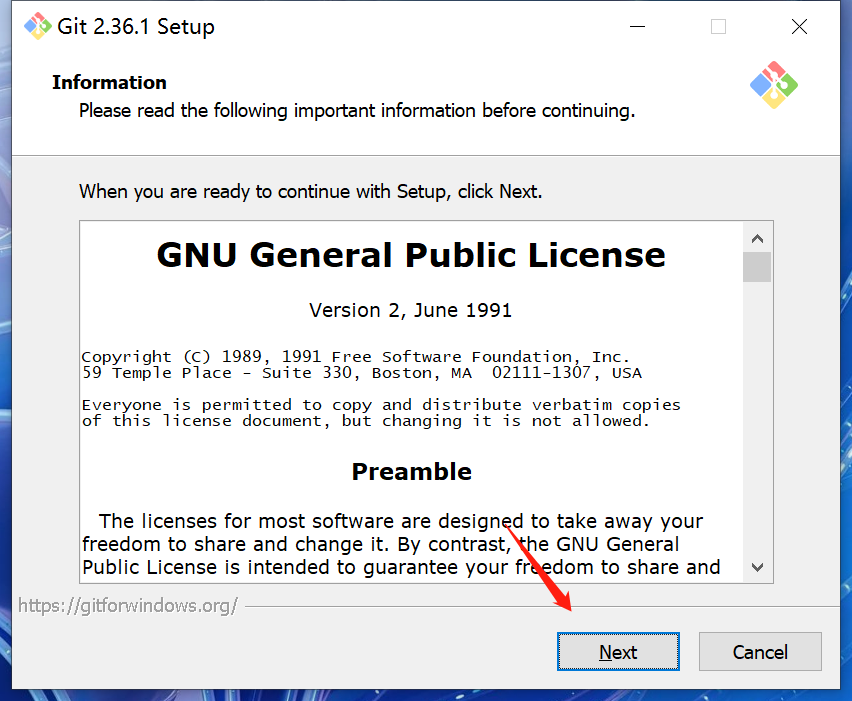 Git 2.36.1 Setup
Information
Please read the following important information before continuing.
When you are ready to continue with Setup, click Next.
GNU General Public License
Version 2, June 1991
Copyright (C) 1989, 1991 Free Software Foundation, Inc.
59 Temple Place - Suite 330, Boston, MA  02111-1307, USA
Everyone is permitted to copy and distribute verbatim copies
of this license document, but changing it is not allowed.
Preamble
The licenses for most software are designed to take away your
freedom to share and change it. By contrast, the GNU General
Public License is intended to guarantee your freedom to share and
https://gitforwindows.org/
Next
Cancel